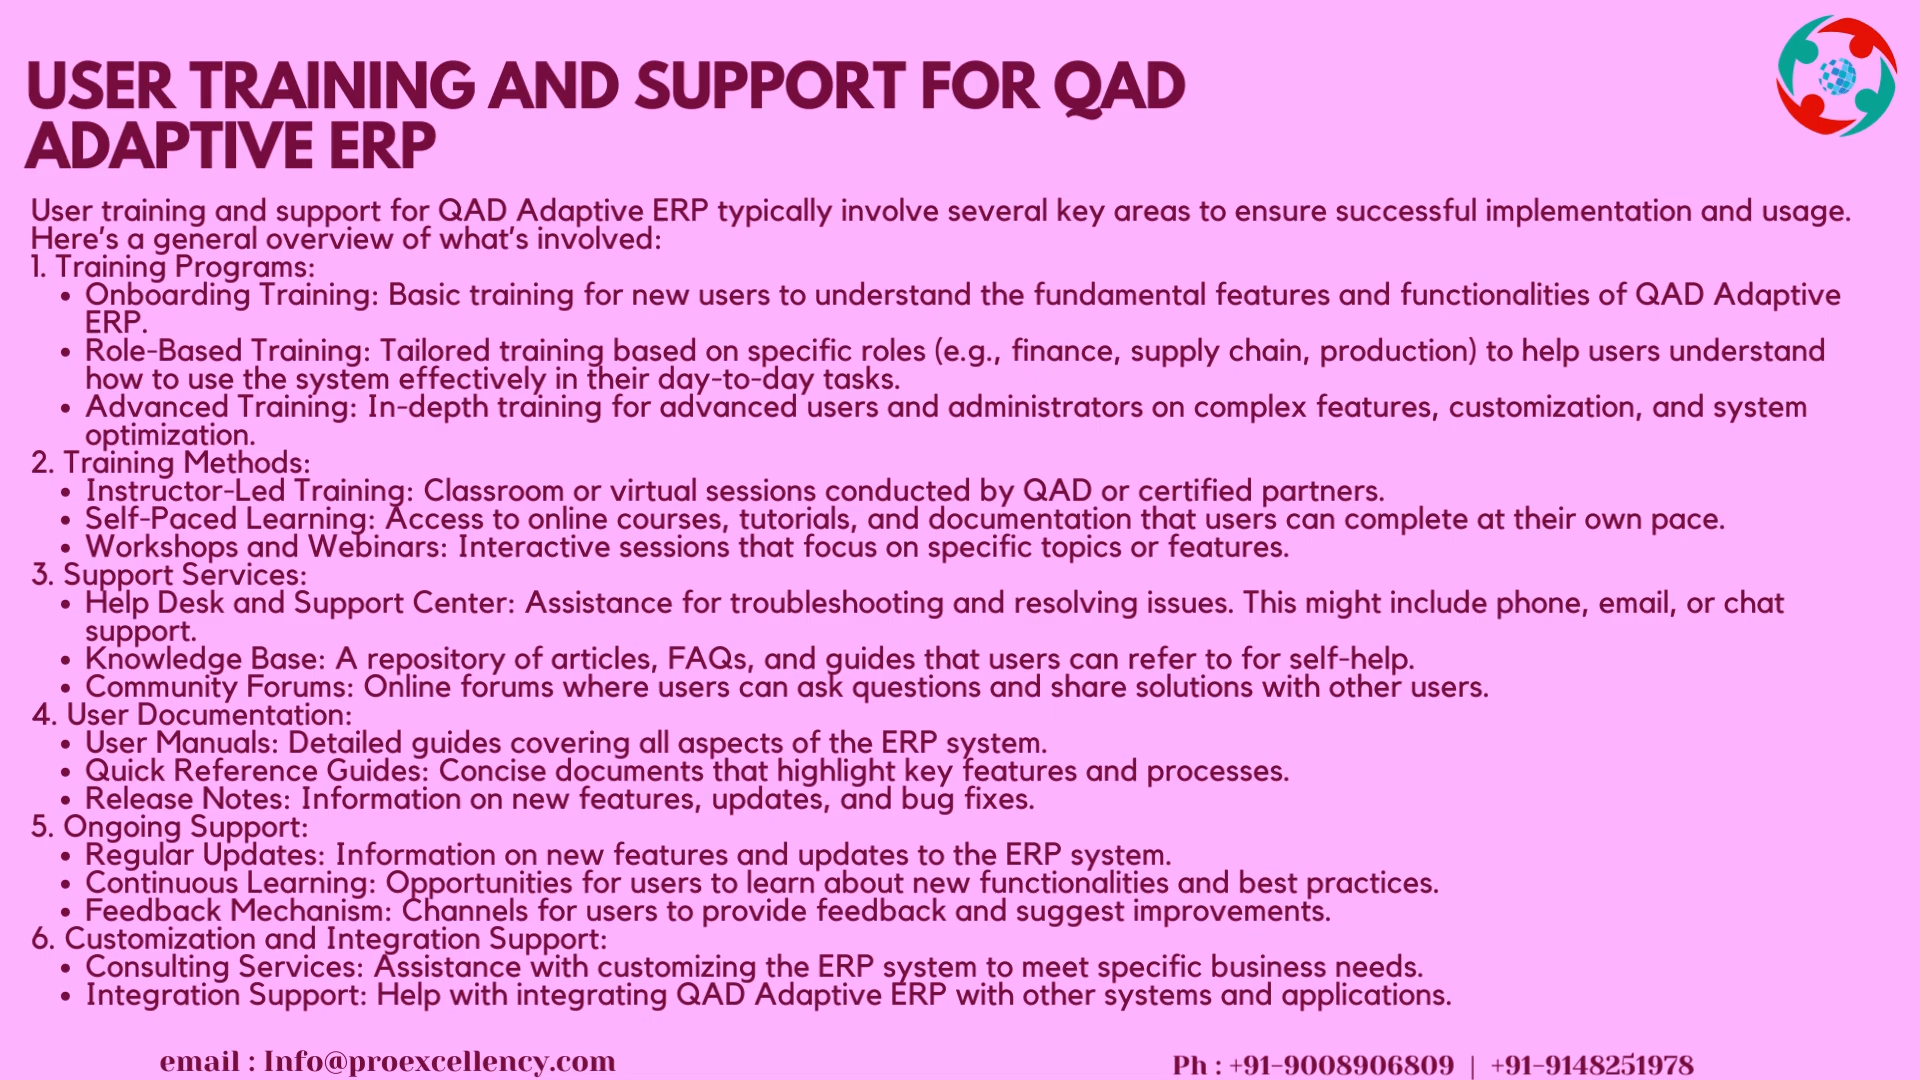 USER TRAINING AND SUPPORT FOR QAD
ADAPTIVE ERP
User training and support for QAD Adaptive ERP typically involve several key areas to ensure successful implementation and usage.
Here's a general overview of what's involved:
1. Training Programs:
• Onboarding Training: Basic training for new users to understand the fundamental features and functionalities of QAD Adaptive
ERP.
• Role-Based Training: Tailored training based on specific roles (e.g., finance, supply chain, production) to help users understand
how to use the system effectively in their day-to-day tasks.
• Advanced Training: In-depth training for advanced users and administrators on complex features, customization, and system
optimization.
2. Training Methods:
• Instructor-Led Training: Classroom or virtual sessions conducted by QAD or certified partners.
• Self-Paced Learning: Access to online courses, tutorials, and documentation that users can complete at their own pace.
• Workshops and Webinars: Interactive sessions that focus on specific topics or features.
3. Support Services:
• Help Desk and Support Center: Assistance for troubleshooting and resolving issues. This might include phone, email, or chat
support.
• Knowledge Base: A repository of articles, FAQs, and guides that users can refer to for self-help.
• Community Forums: Online forums where users can ask questions and share solutions with other users.
4. User Documentation:
• User Manuals: Detailed guides covering all aspects of the ERP system.
• Quick Reference Guides: Concise documents that highlight key features and processes.
• Release Notes: Information on new features, updates, and bug fixes.
5. Ongoing Support:
• Regular Updates: Information on new features and updates to the ERP system.
• Continuous Learning: Opportunities for users to learn about new functionalities and best practices.
• Feedback Mechanism: Channels for users to provide feedback and suggest improvements.
6. Customization and Integration Support:
• Consulting Services: Assistance with customizing the ERP system to meet specific business needs.
• Integration Support: Help with integrating QAD Adaptive ERP with other systems and applications.
email : Info@proexcellency.com
Ph : +91-9008906809 | +91-9148251978